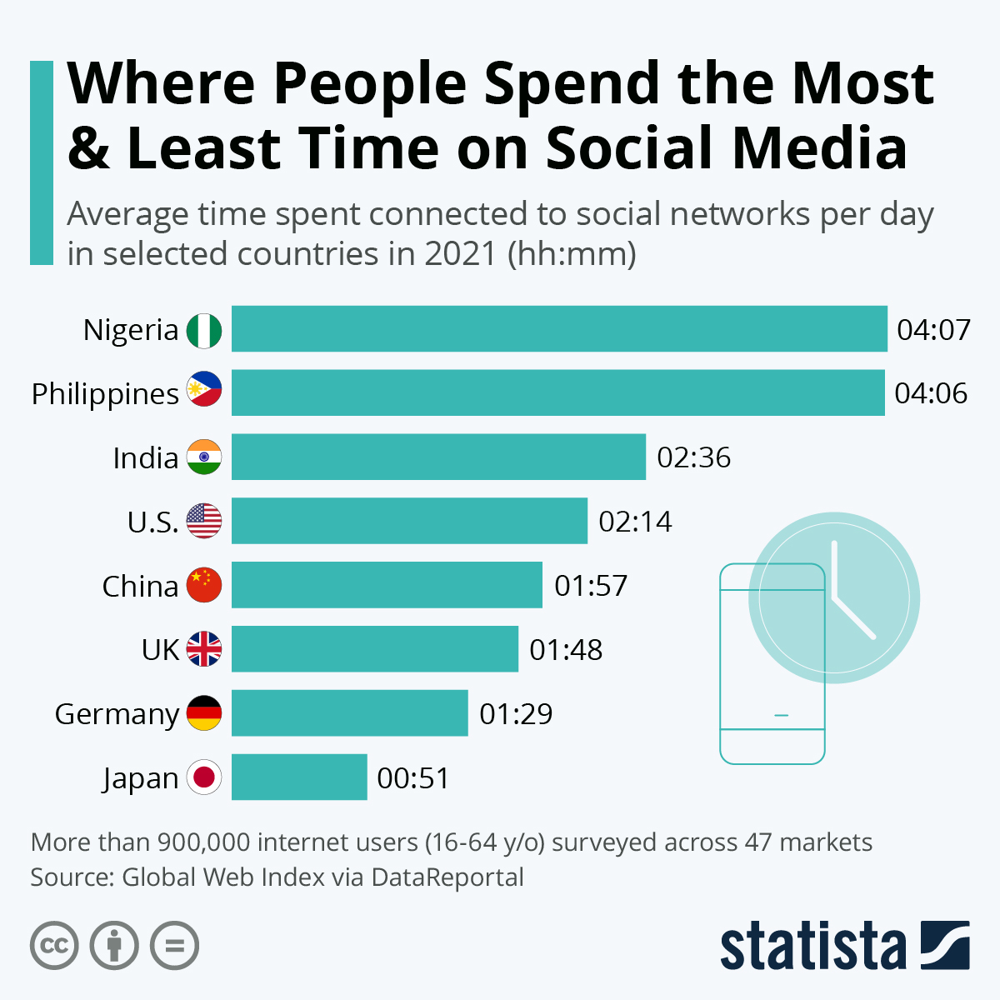 Where People Spend the Most
& Least Time on Social Media
Average time spent connected to social networks per day
in selected countries in 2021 (hh:mm)
Nigeria 04:07
Philippines 04:06
India 02:36
U.S. 02:14
China 01:57
UK 01:48
Germany 01:29
Japan 00:51
More than 900,000 internet users (16-64 y/o) surveyed across 47 markets
Source: Global Web Index via DataReportal
cc = statista